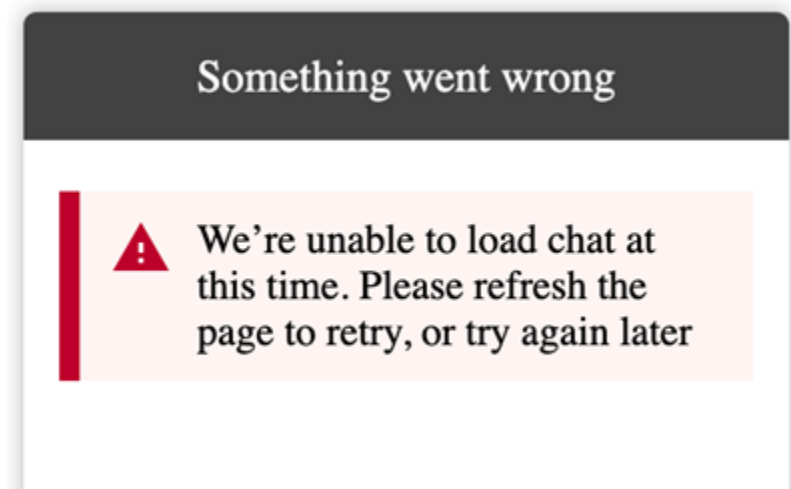 Something went wrong
We’re unable to load chat at
this time. Please refresh the
page to retry, or try again later